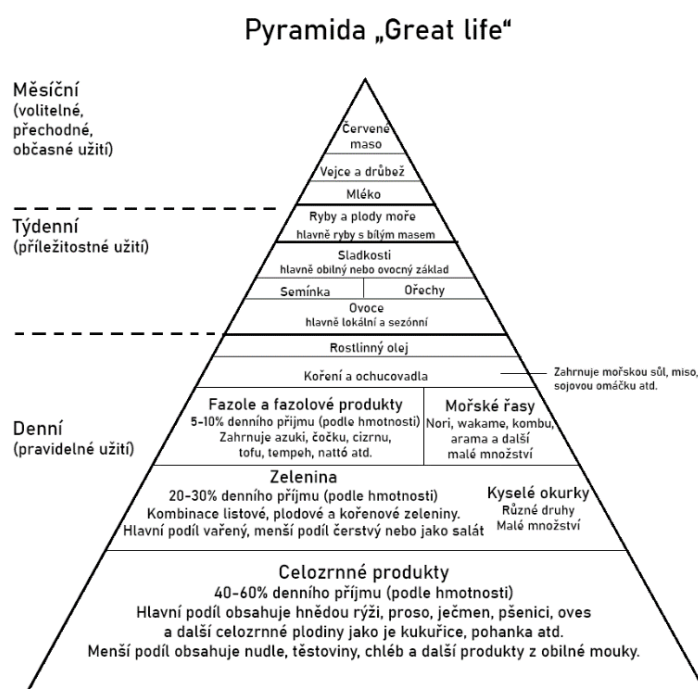 Pyramida „Great life“
Měsíční
(volitelné,
přechodné,
občasné užití)
Červené
maso
Vejce a drůbež
Mléko
Týdenní
(příležitostné užití)
Ryby a plody moře
hlavně ryby s bílým masem
Sladkosti
hlavně obilný nebo ovocný základ
Semínka
Ořechy
Ovoce
hlavně lokální a sezónní
Denní
(pravidelné užití)
Rostlinný olej
Koření a ochucovadla
Zahrnuje mořskou sůl, miso,
sojovou omáčku atd.
Fazole a fazolové produkty
5-10% denního přijmu (podle hmotnosti)
Zahrnuje azuki, čočku, cizrnu,
tofu, tempeh, nattó atd.
Mořské řasy
Nori, wakame, kombu,
arama a další
malé množství
Zelenina
20-30% denního příjmu (podle hmotnosti)
Kombinace listové, plodové a kořenové zeleniny.
Hlavní podíl vařený, menší podíl čerstvý nebo jako salát
Kyselé okurky
Různé druhy
Malé množství
Celozrnné produkty
40-60% denního příjmu (podle hmotnosti)
Hlavní podíl obsahuje hnědou rýži, proso, ječmen, pšenici, oves
a další celozrnné plodiny jako je kukuřice, pohanka atd.
Menší podíl obsahuje nudle, těstoviny, chléb a další produkty z obilné mouky.